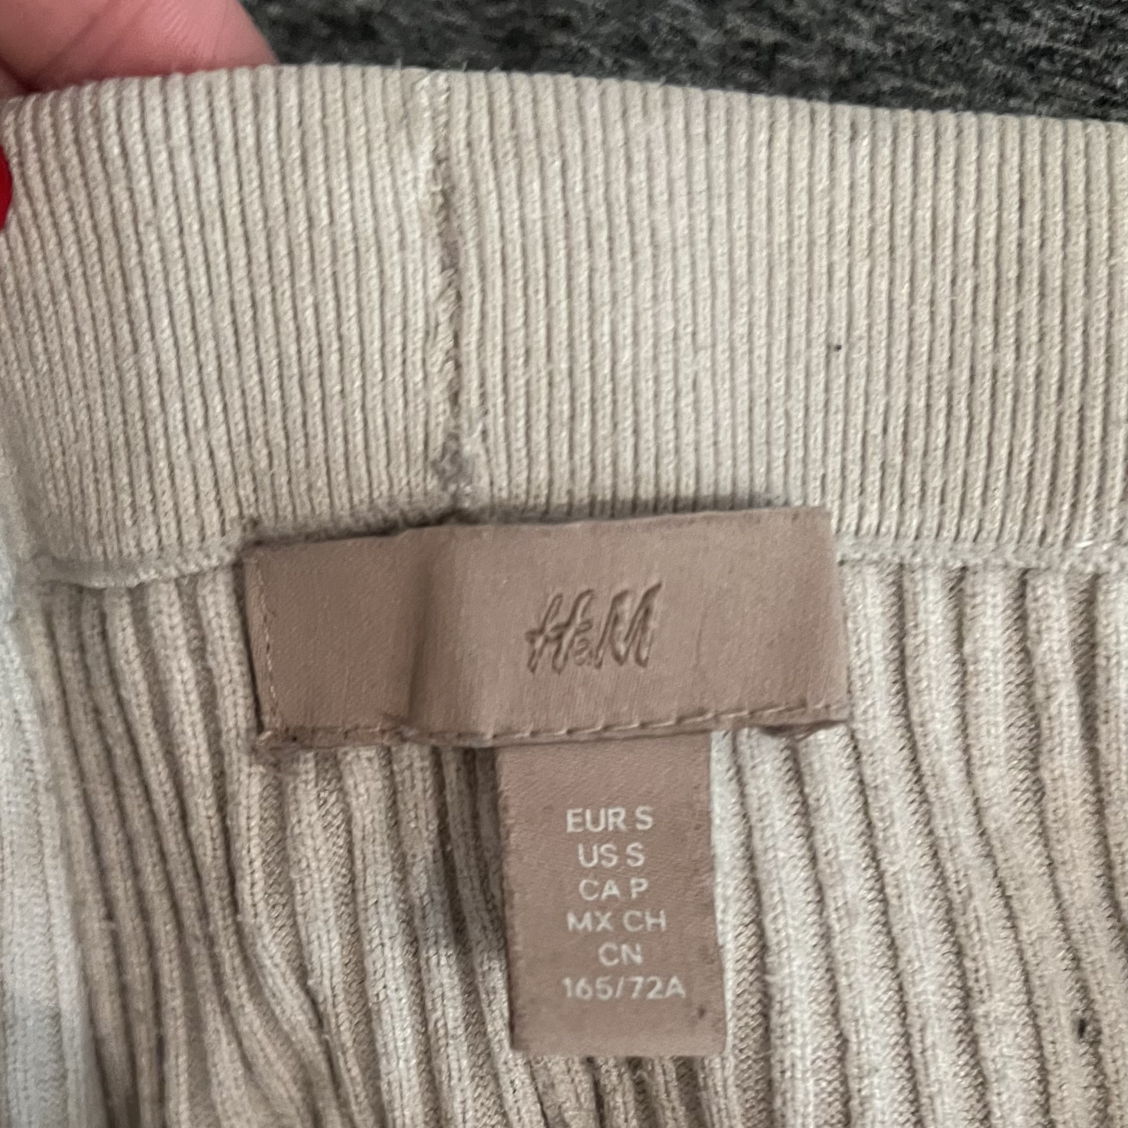 H&M
EUR S
US S
CA P
MX CH
CN
165/72A